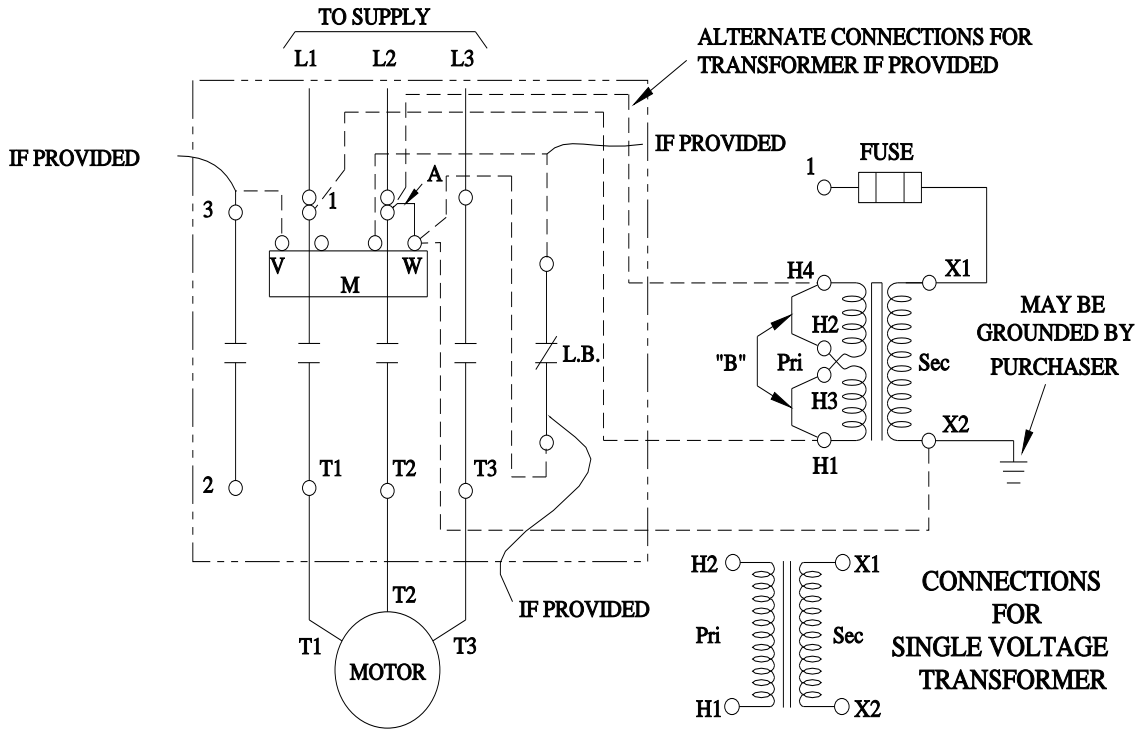 TO SUPPLY
L1 L2 L3
ALTERNATE CONNECTIONS FOR
TRANSFORMER IF PROVIDED
IF PROVIDED
IF PROVIDED
A
3
1
V
W
M
L.B.
2
T1
T2
T3
IF PROVIDED
T2
T1
T3
MOTOR
1
FUSE
H4
X1
H2
"B"
Pri
Sec
H3
H1
X2
MAY BE
GROUNDED BY
PURCHASER
H2
X1
Pri
Sec
H1
X2
CONNECTIONS
FOR
SINGLE VOLTAGE
TRANSFORMER